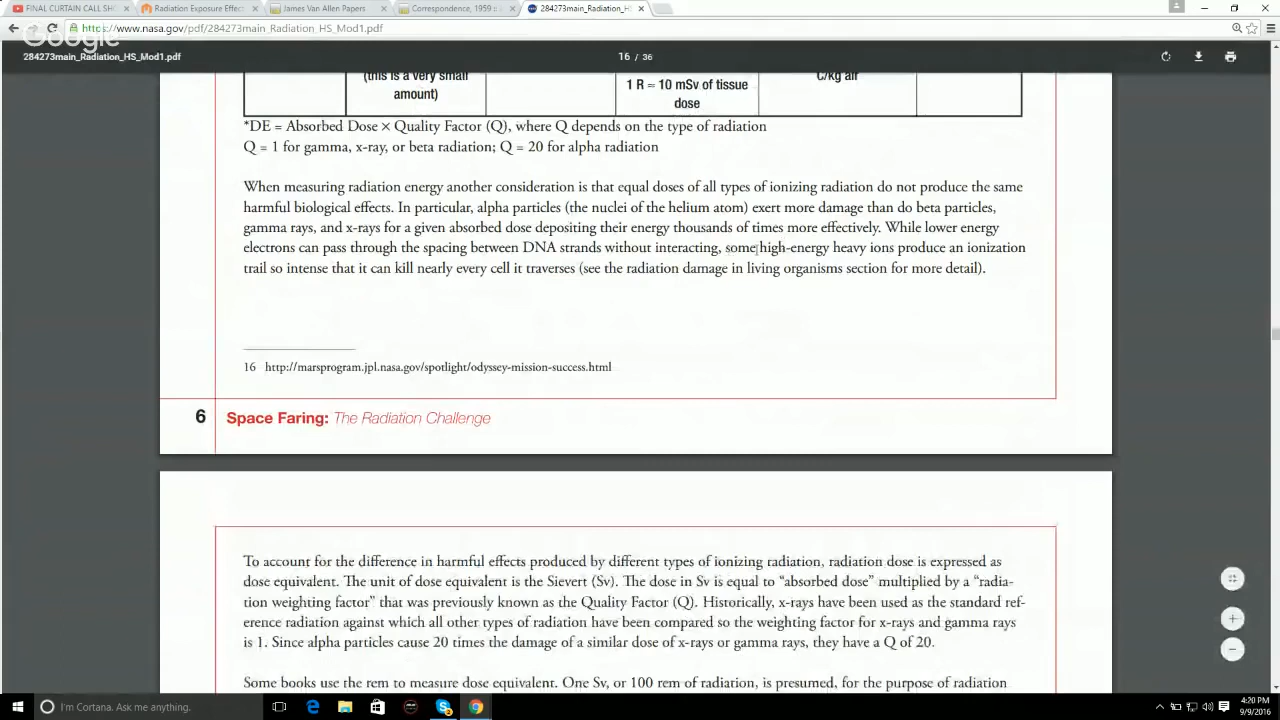 FINAL CURTAIN CALL SH
Radiation Exposure Effec
James Van Allen Papers
Correspondence, 1959 :
284273main_Radiation_HS
https://www.nasa.gov/pdf/284273main_Radiation_HS_Mod1.pdf
Google
284273main_Radiation_HS_Mod1.pdf
16 / 36
(this is a very small
amount)
1 R = 10 mSv of tissue
dose
C/kg air
*DE = Absorbed Dose × Quality Factor (Q), where Q depends on the type of radiation
Q = 1 for gamma, x-ray, or beta radiation; Q = 20 for alpha radiation
When measuring radiation energy another consideration is that equal doses of all types of ionizing radiation do not produce the same
harmful biological effects. In particular, alpha particles (the nuclei of the helium atom) exert more damage than do beta particles,
gamma rays, and x-rays for a given absorbed dose depositing their energy thousands of times more effectively. While lower energy
electrons can pass through the spacing between DNA strands without interacting, some high-energy heavy ions produce an ionization
trail so intense that it can kill nearly every cell it traverses (see the radiation damage in living organisms section for more detail).
16 http://marsprogram.jpl.nasa.gov/spotlight/odyssey-mission-success.html
6 Space Faring: The Radiation Challenge
To account for the difference in harmful effects produced by different types of ionizing radiation, radiation dose is expressed as
dose equivalent. The unit of dose equivalent is the Sievert (Sv). The dose in Sv is equal to “absorbed dose” multiplied by a “radia-
tion weighting factor” that was previously known as the Quality Factor (Q). Historically, x-rays have been used as the standard ref-
erence radiation against which all other types of radiation have been compared so the weighting factor for x-rays and gamma rays
is 1. Since alpha particles cause 20 times the damage of a similar dose of x-rays or gamma rays, they have a Q of 20.
Some books use the rem to measure dose equivalent. One Sv, or 100 rem of radiation, is presumed, for the purpose of radiation
I'm Cortana. Ask me anything.
4:20 PM
9/9/2016